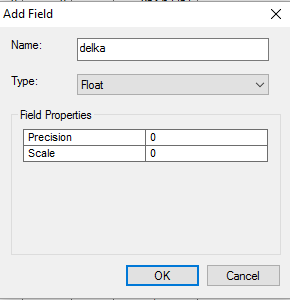 Add Field
Name: delka
Type: Float
Field Properties
Precision 0
Scale 0
OK Cancel